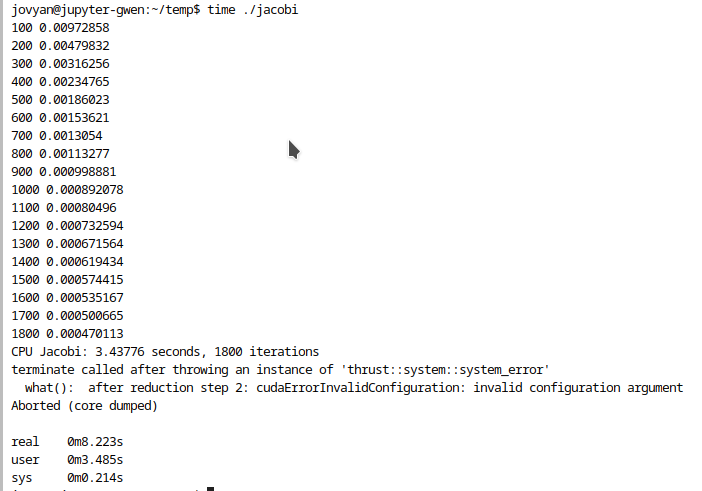 jovyan@jupyter-gwen:~/temp$ time ./jacobi
100 0.00972858
200 0.00479832
300 0.00316256
400 0.00234765
500 0.00186023
600 0.00153621
700 0.0013054
800 0.00113277
900 0.000998881
1000 0.000892078
1100 0.00080496
1200 0.000732594
1300 0.000671564
1400 0.000619434
1500 0.000574415
1600 0.000535167
1700 0.000500665
1800 0.000470113
CPU Jacobi: 3.43776 seconds, 1800 iterations
terminate called after throwing an instance of 'thrust::system::system_error'
  what():  after reduction step 2: cudaErrorInvalidConfiguration: invalid configuration argument
Aborted (core dumped)
real    0m8.223s
user    0m3.485s
sys     0m0.214s